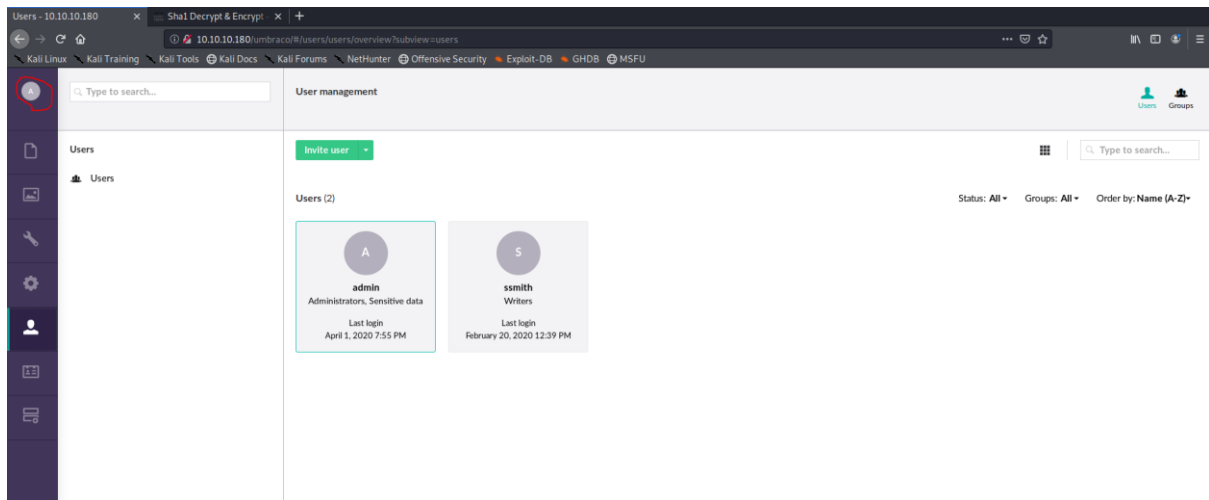 Users - 10.10.10.180 Sha1 Decrypt & Encrypt -
10.10.10.180/umbraco/#/users/users/overview?subview=users
Kali Linux Kali Training Kali Tools Kali Docs Kali Forums NetHunter Offensive Security Exploit-DB GHDB MSFU
A Type to search... User management Users Groups
Users Invite user Type to search...
Users
Users (2) Status: All Groups: All Order by: Name (A-Z)
A S
admin ssmith
Administrators, Sensitive data Writers
Last login Last login
April 1, 2020 7:55 PM February 20, 2020 12:39 PM